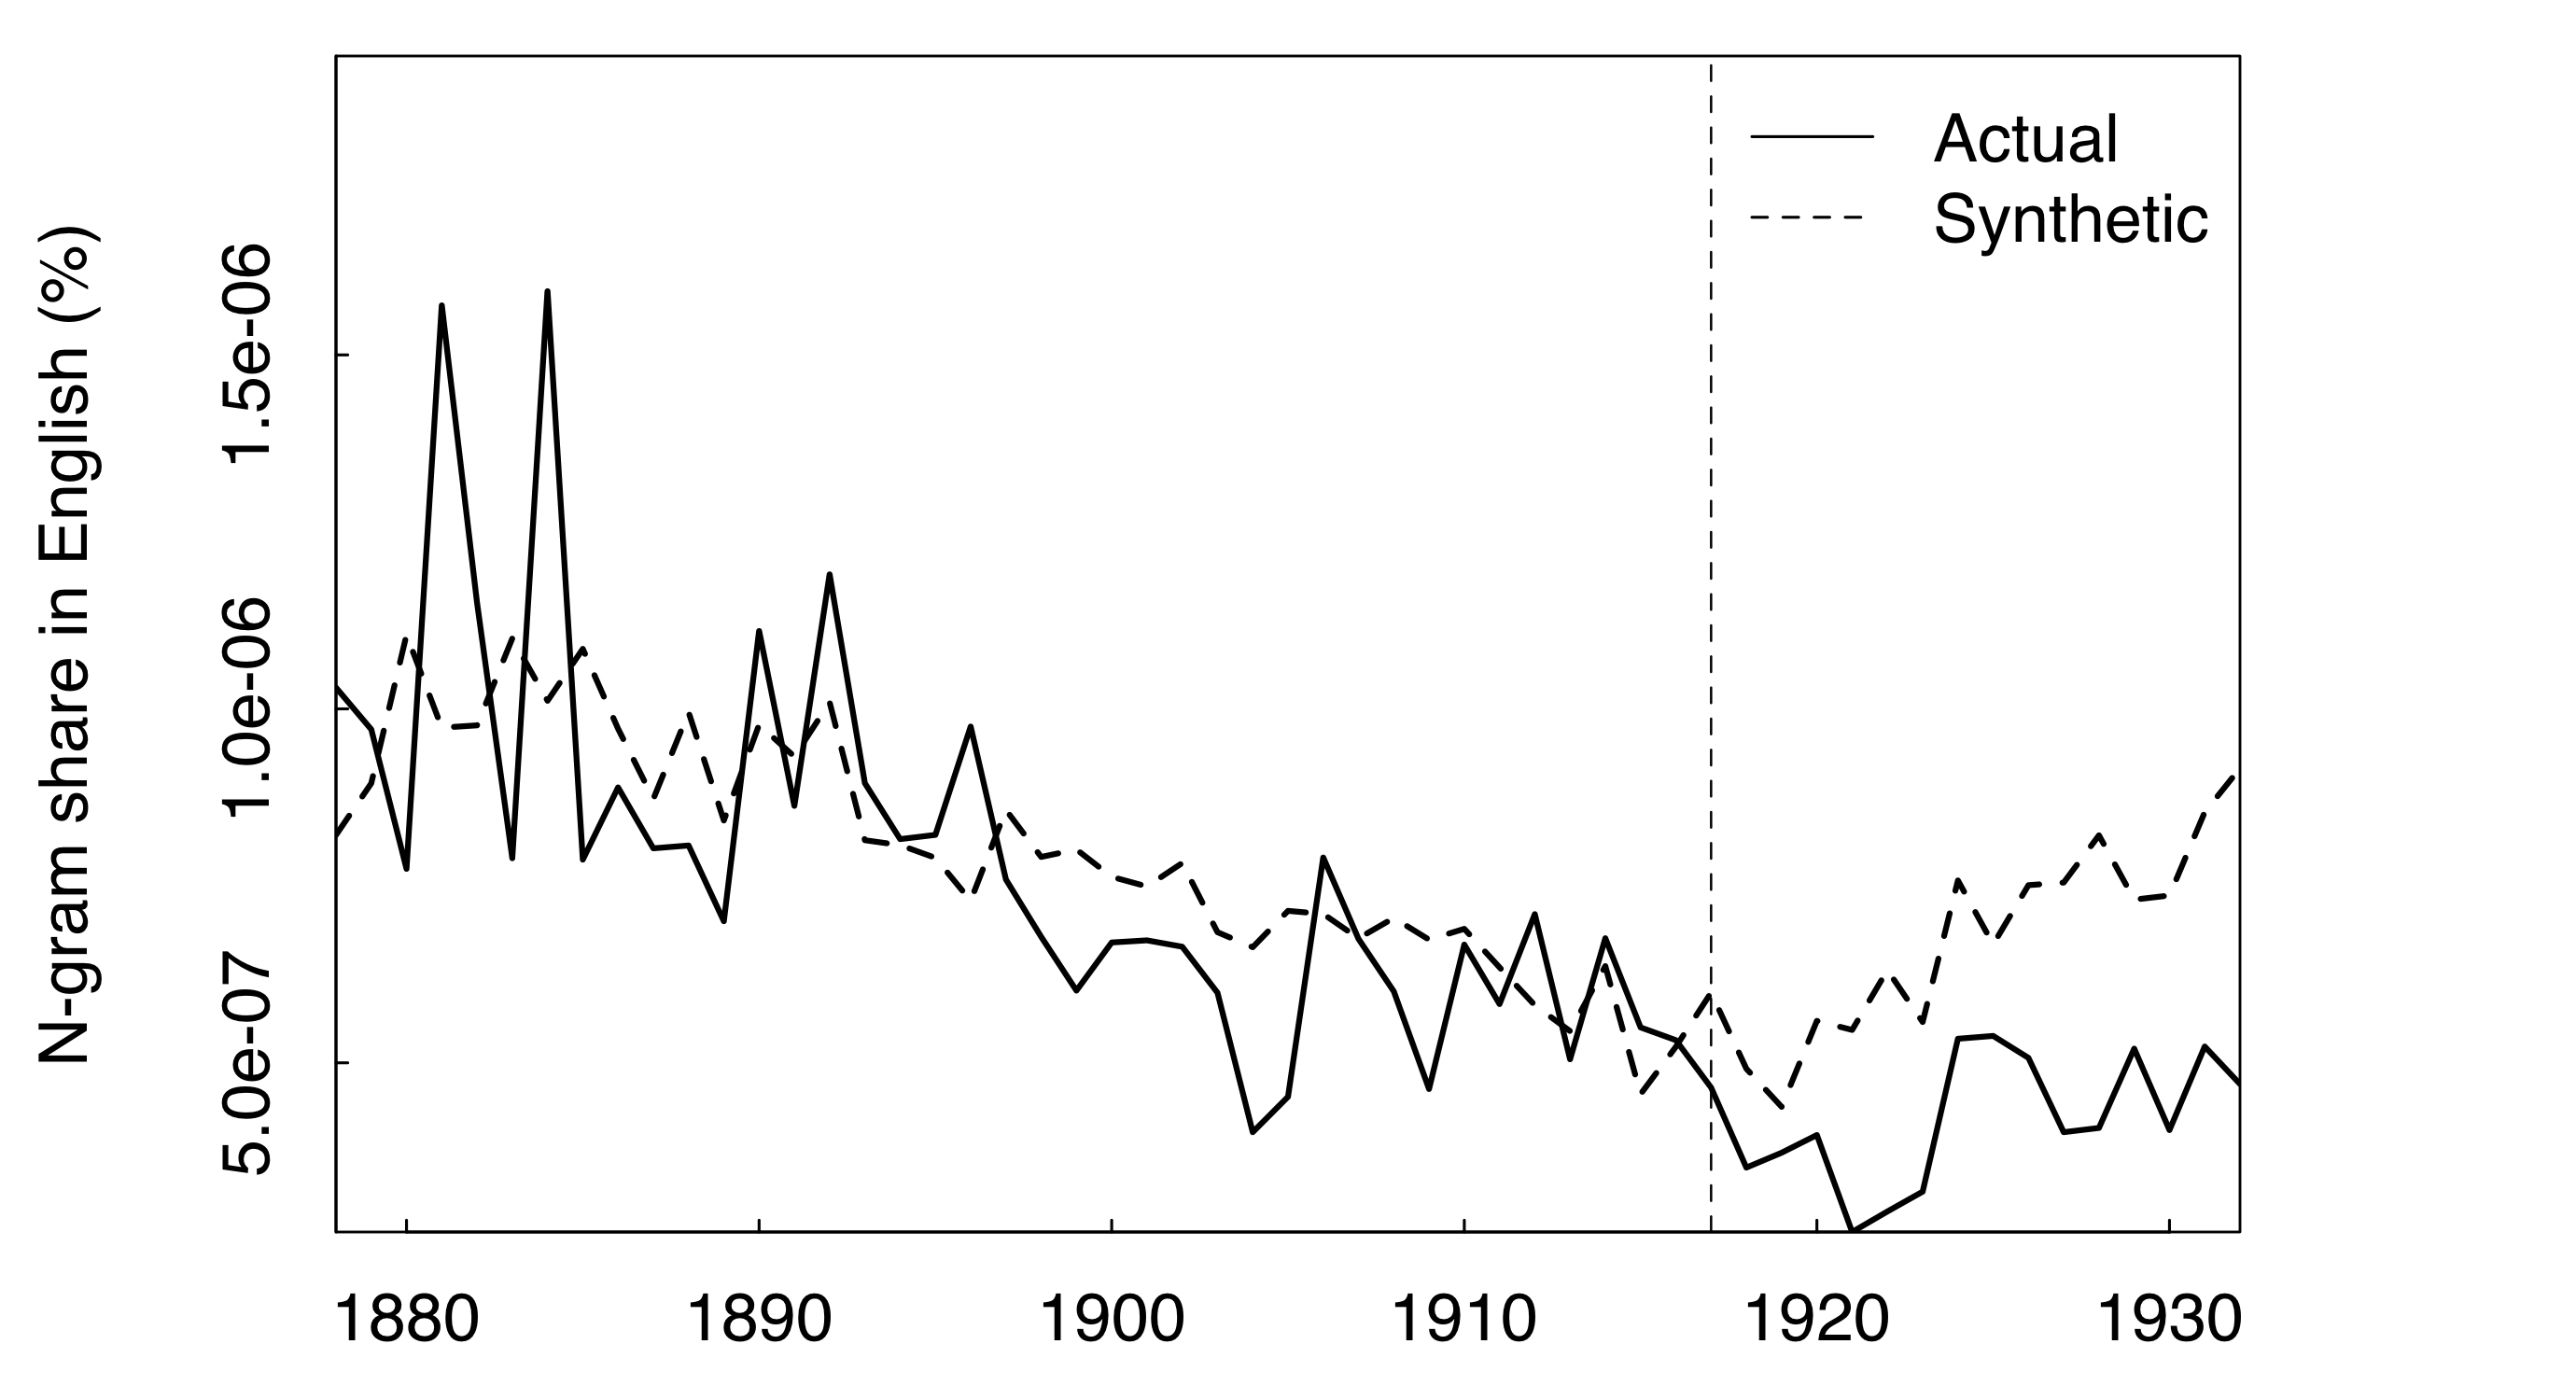 N-gram share in English (%)
1.5e-06
1.0e-06
5.0e-07
Actual
Synthetic
1880 1890 1900 1910 1920 1930